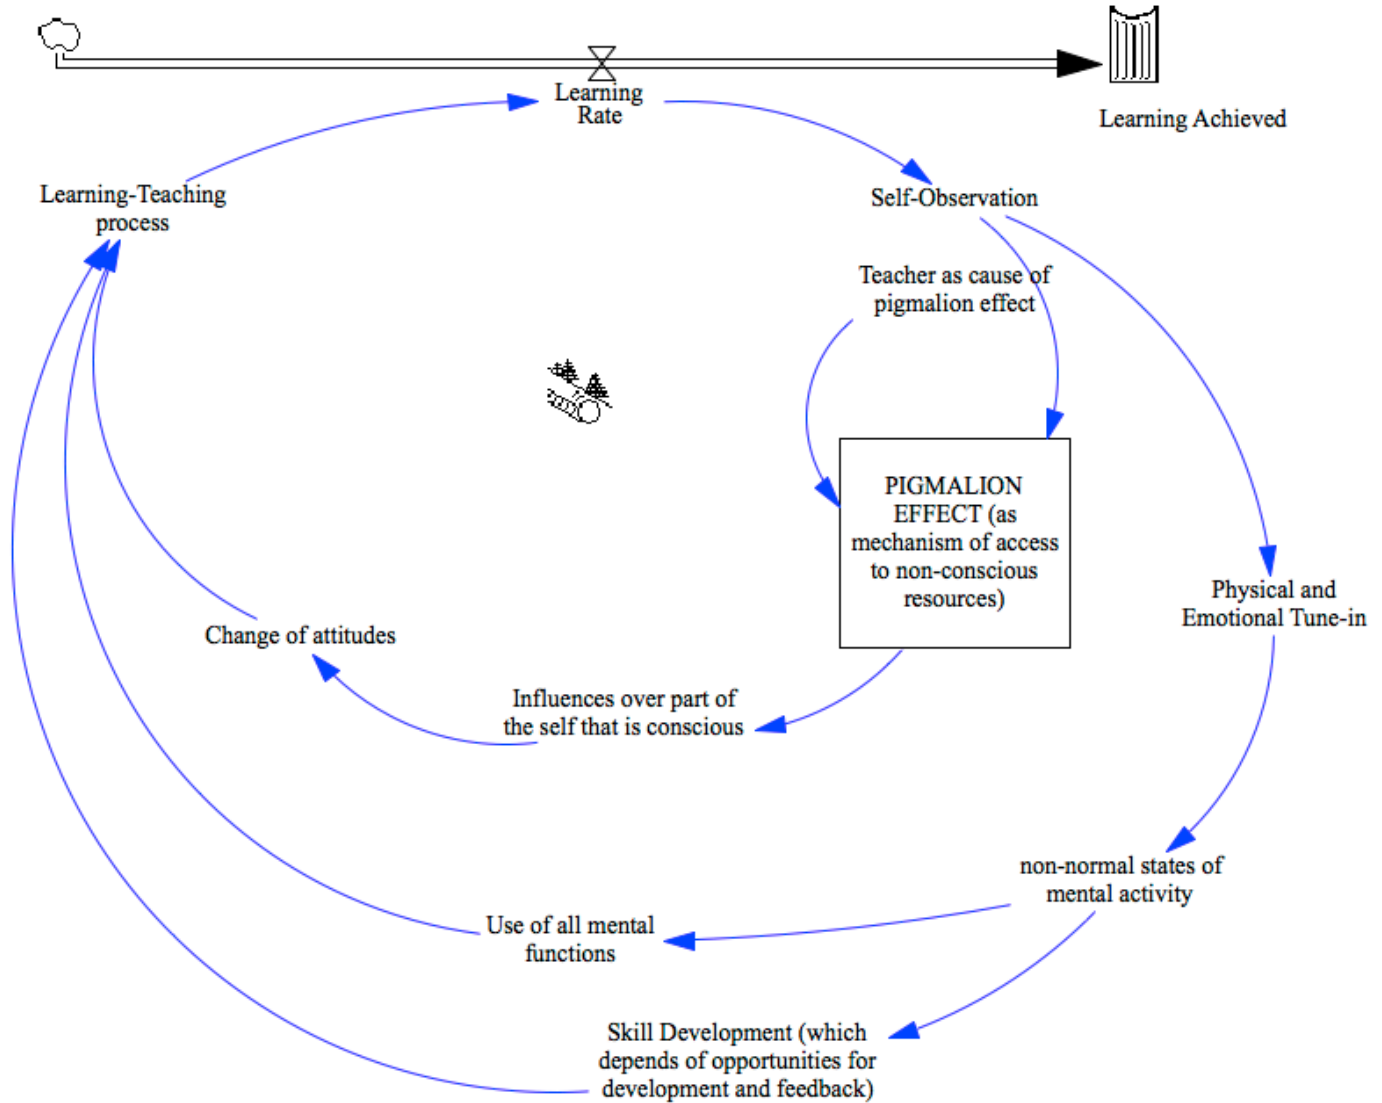 Learning
Rate
Learning Achieved
Learning-Teaching
process
Self-Observation
Teacher as cause of
pigmalion effect
PIGMALION
EFFECT (as
mechanism of access
to non-conscious
resources)
Physical and
Emotional Tune-in
Change of attitudes
Influences over part of
the self that is conscious
non-normal states of
mental activity
Use of all mental
functions
Skill Development (which
depends of opportunities for
development and feedback)